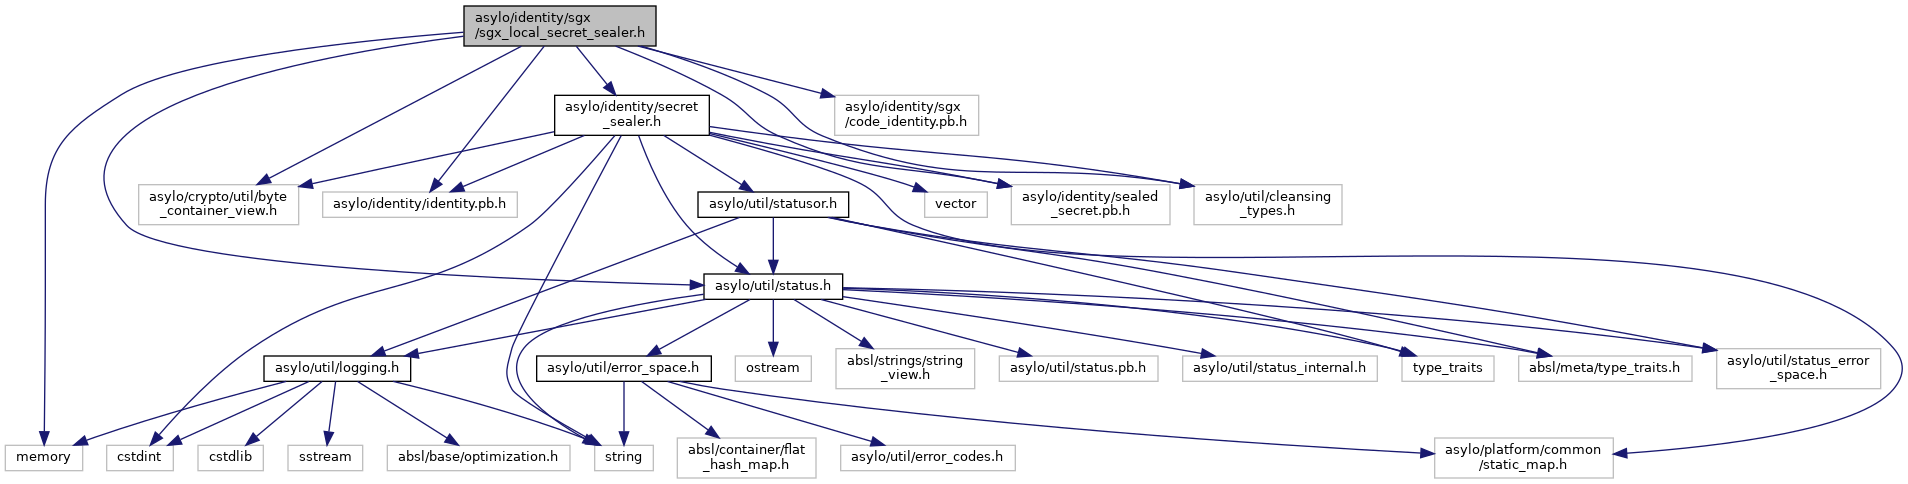 asylo/identity/sgx
/sgx_local_secret_sealer.h
asylo/identity/secret
_sealer.h
asylo/identity/sgx
/code_identity.pb.h
asylo/crypto/util/byte
_container_view.h
asylo/identity/identity.pb.h
asylo/util/statusor.h
vector
asylo/identity/sealed
_secret.pb.h
asylo/util/cleansing
_types.h
asylo/util/status.h
asylo/util/logging.h
asylo/util/error_space.h
ostream
absl/strings/string
_view.h
asylo/util/status.pb.h
asylo/util/status_internal.h
type_traits
absl/meta/type_traits.h
asylo/util/status_error
_space.h
memory
cstdint
cstdlib
sstream
absl/base/optimization.h
string
absl/container/flat
_hash_map.h
asylo/util/error_codes.h
asylo/platform/common
/static_map.h